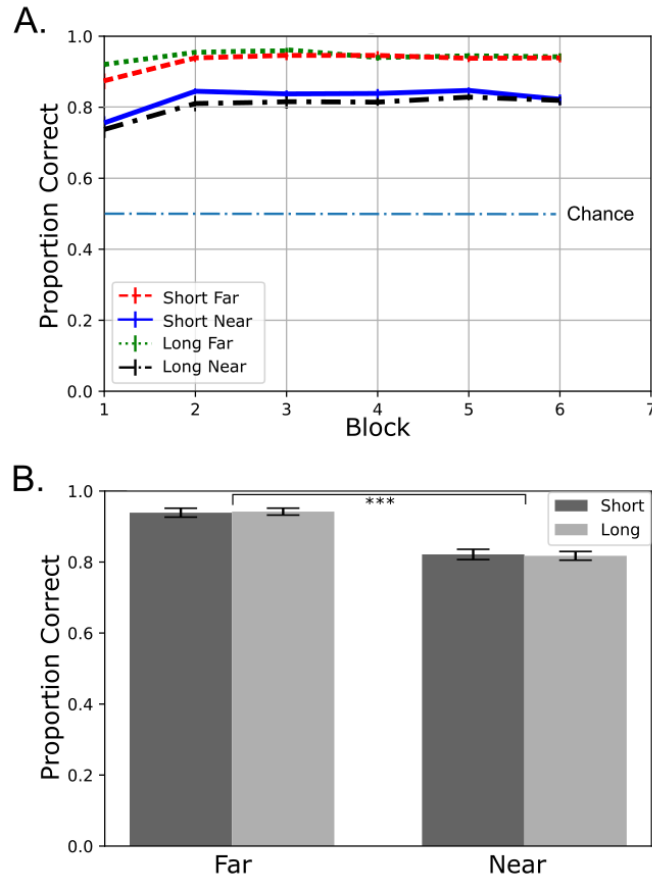 A.
1.0
0.8
0.6
0.4
0.2
0.0
Proportion Correct
Chance
Short Far
Short Near
Long Far
Long Near
1 2 3 4 5 6 7
Block
B.
1.0
0.8
0.6
0.4
0.2
0.0
Proportion Correct
***
Short
Long
Far Near